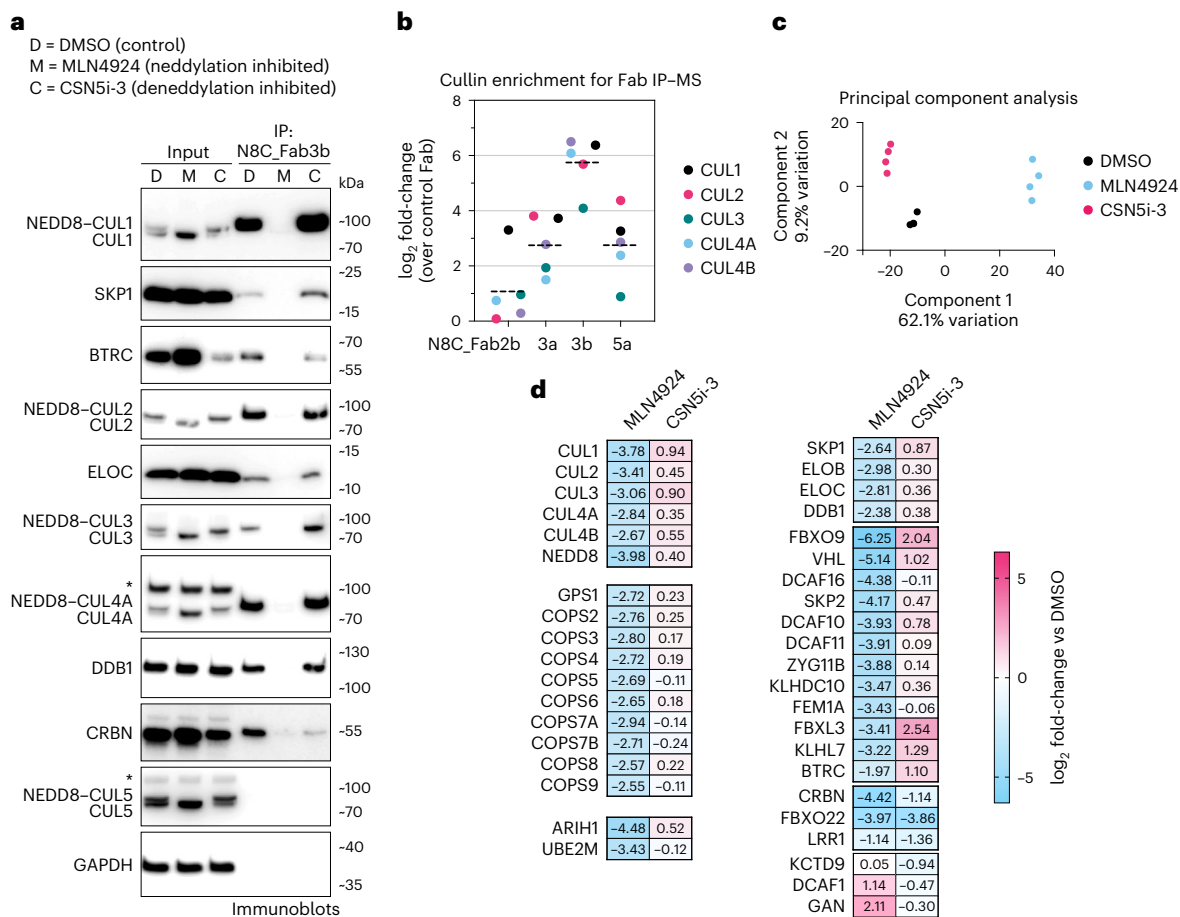 a
D = DMSO (control)
M = MLN4924 (neddylation inhibited)
C = CSN5i-3 (deneddylation inhibited)
Input
IP:
N8C_Fab3b
D M C D M C kDa
NEDD8–CUL1
CUL1
~100
~70
SKP1
~25
~15
BTRC
~70
~55
NEDD8–CUL2
CUL2
~100
~70
ELOC
~15
~10
NEDD8–CUL3
CUL3
~100
~70
*
NEDD8–CUL4A
CUL4A
~100
~70
DDB1
~130
~100
CRBN
~55
*
NEDD8–CUL5
CUL5
~100
~70
GAPDH
~40
~35
Immunoblots
b
Cullin enrichment for Fab IP–MS
log2 fold-change
(over control Fab)
8
6
4
2
0
N8C_Fab2b 3a 3b 5a
CUL1
CUL2
CUL3
CUL4A
CUL4B
c
Principal component analysis
Component 2
9.2% variation
20
0
−20
−20 0 20 40
Component 1
62.1% variation
DMSO
MLN4924
CSN5i-3
d
MLN4924 CSN5i-3
CUL1 −3.78 0.94
CUL2 −3.41 0.45
CUL3 −3.06 0.90
CUL4A −2.84 0.35
CUL4B −2.67 0.55
NEDD8 −3.98 0.40
GPS1 −2.72 0.23
COPS2 −2.76 0.25
COPS3 −2.80 0.17
COPS4 −2.72 0.19
COPS5 −2.69 −0.11
COPS6 −2.65 0.18
COPS7A −2.94 −0.14
COPS7B −2.71 −0.24
COPS8 −2.57 0.22
COPS9 −2.55 −0.11
ARIH1 −4.48 0.52
UBE2M −3.43 −0.12
MLN4924 CSN5i-3
SKP1 −2.64 0.87
ELOB −2.98 0.30
ELOC −2.81 0.36
DDB1 −2.38 0.38
FBXO9 −6.25 2.04
VHL −5.14 1.02
DCAF16 −4.38 −0.11
SKP2 −4.17 0.47
DCAF10 −3.93 0.78
DCAF11 −3.91 0.09
ZYG11B −3.88 0.14
KLHDC10 −3.47 0.36
FEM1A −3.43 −0.06
FBXL3 −3.41 2.54
KLHL7 −3.22 1.29
BTRC −1.97 1.10
CRBN −4.42 −1.14
FBXO22 −3.97 −3.86
LRR1 −1.14 −1.36
KCTD9 0.05 −0.94
DCAF1 1.14 −0.47
GAN 2.11 −0.30
5
0
−5
log2 fold-change vs DMSO